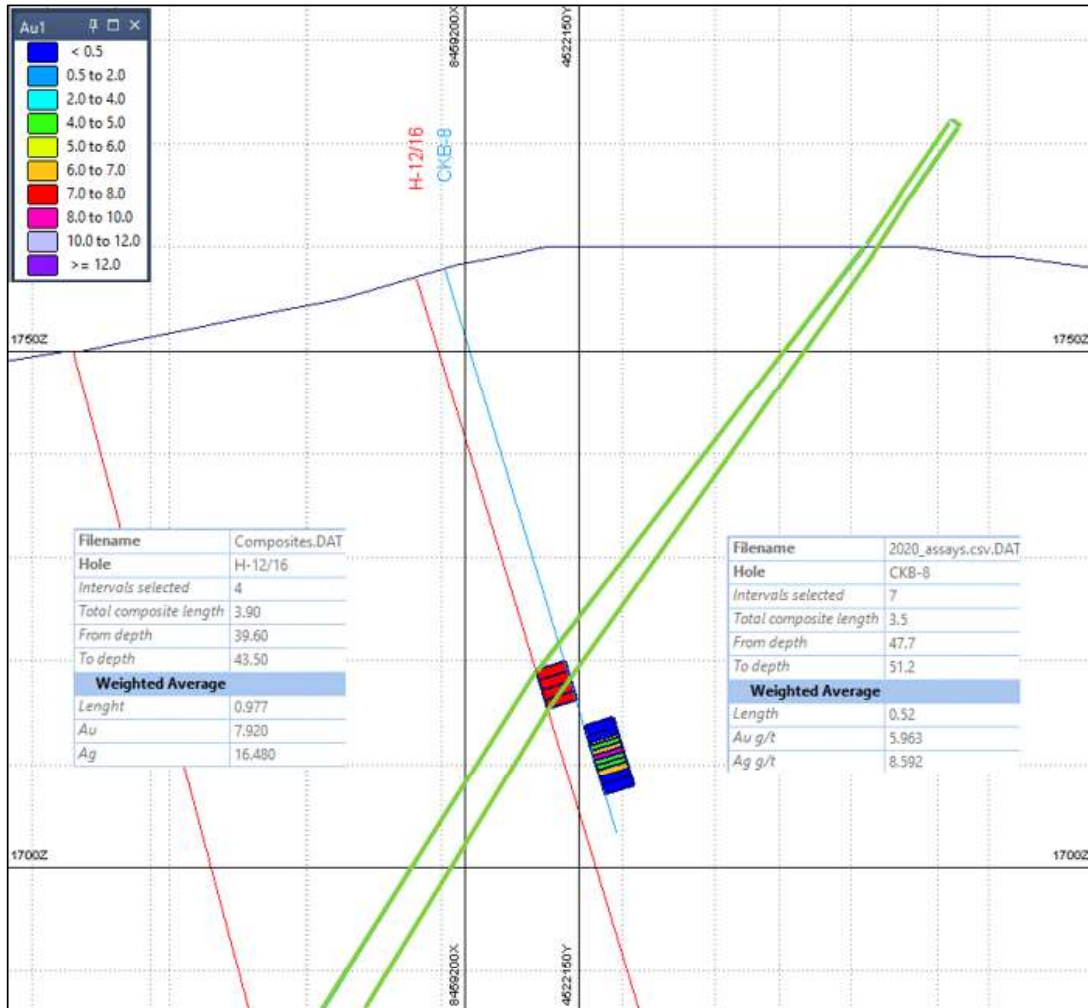 Au1
< 0.5
0.5 to 2.0
2.0 to 4.0
4.0 to 5.0
5.0 to 6.0
6.0 to 7.0
7.0 to 8.0
8.0 to 10.0
10.0 to 12.0
>= 12.0
8459200X
4522150Y
H-12/16
CKB-8
1750Z
1750Z
Filename Composites.DAT
Hole H-12/16
Intervals selected 4
Total composite length 3.90
From depth 39.60
To depth 43.50
Weighted Average
Lenght 0.977
Au 7.920
Ag 16.480
Filename 2020_assays.csv.DAT
Hole CKB-8
Intervals selected 7
Total composite length 3.5
From depth 47.7
To depth 51.2
Weighted Average
Length 0.52
Au g/t 5.963
Ag g/t 8.592
1700Z
1700Z
8459200X
4522150Y